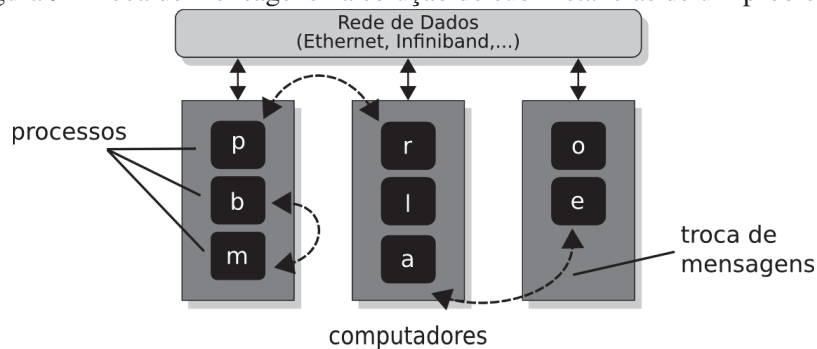 Rede de Dados
(Ethernet, Infiniband,...)
processos
p
r
o
b
l
e
m
a
troca de
mensagens
computadores